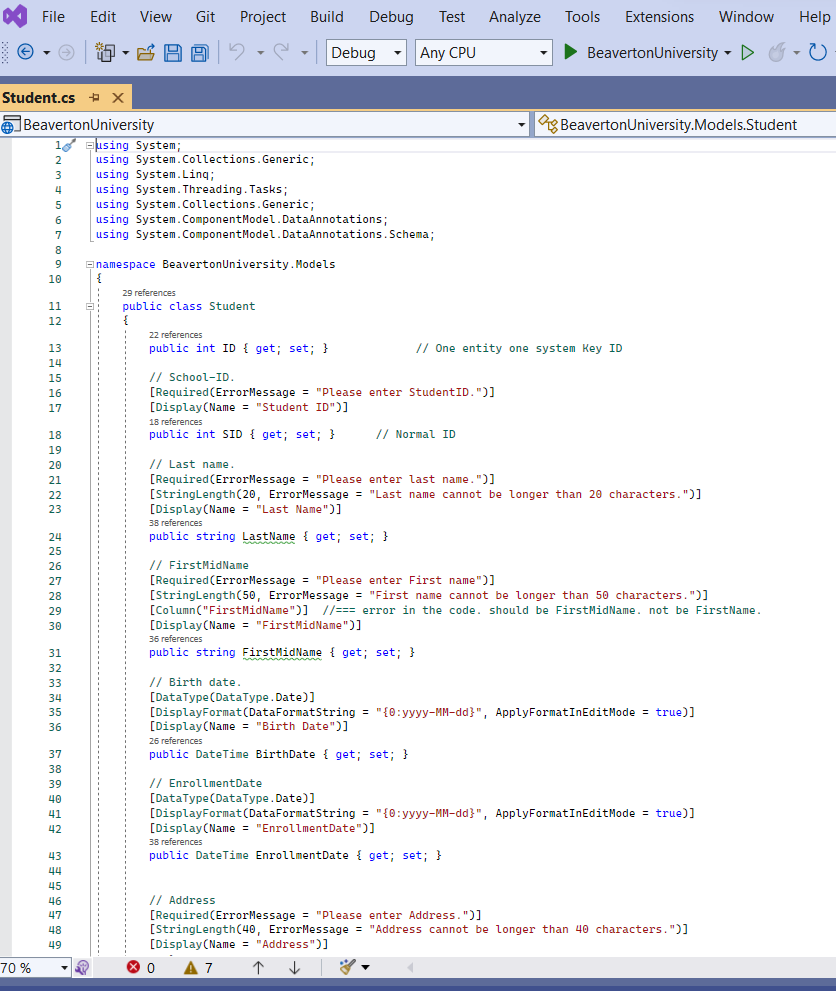 File Edit View Git Project Build Debug Test Analyze Tools Extensions Window Help
Debug Any CPU BeavertonUniversity
Student.cs
BeavertonUniversity BeavertonUniversity.Models.Student
1 using System;
2 using System.Collections.Generic;
3 using System.Linq;
4 using System.Threading.Tasks;
5 using System.Collections.Generic;
6 using System.ComponentModel.DataAnnotations;
7 using System.ComponentModel.DataAnnotations.Schema;
8
9 namespace BeavertonUniversity.Models
10 {
29 references
11 public class Student
12 {
22 references
13 public int ID { get; set; } // One entity one system Key ID
14
15 // School-ID.
16 [Required(ErrorMessage = "Please enter StudentID.")]
17 [Display(Name = "Student ID")]
18 references
18 public int SID { get; set; } // Normal ID
19
20 // Last name.
21 [Required(ErrorMessage = "Please enter last name.")]
22 [StringLength(20, ErrorMessage = "Last name cannot be longer than 20 characters.")]
23 [Display(Name = "Last Name")]
38 references
24 public string LastName { get; set; }
25
26 // FirstMidName
27 [Required(ErrorMessage = "Please enter First name")]
28 [StringLength(50, ErrorMessage = "First name cannot be longer than 50 characters.")]
29 [Column("FirstMidName")] //=== error in the code. should be FirstMidName. not be FirstName.
30 [Display(Name = "FirstMidName")]
36 references
31 public string FirstMidName { get; set; }
32
33 // Birth date.
34 [DataType(DataType.Date)]
35 [DisplayFormat(DataFormatString = "{0:yyyy-MM-dd}", ApplyFormatInEditMode = true)]
36 [Display(Name = "Birth Date")]
26 references
37 public DateTime BirthDate { get; set; }
38
39 // EnrollmentDate
40 [DataType(DataType.Date)]
41 [DisplayFormat(DataFormatString = "{0:yyyy-MM-dd}", ApplyFormatInEditMode = true)]
42 [Display(Name = "EnrollmentDate")]
38 references
43 public DateTime EnrollmentDate { get; set; }
44
45
46 // Address
47 [Required(ErrorMessage = "Please enter Address.")]
48 [StringLength(40, ErrorMessage = "Address cannot be longer than 40 characters.")]
49 [Display(Name = "Address")]
70 % 0 7